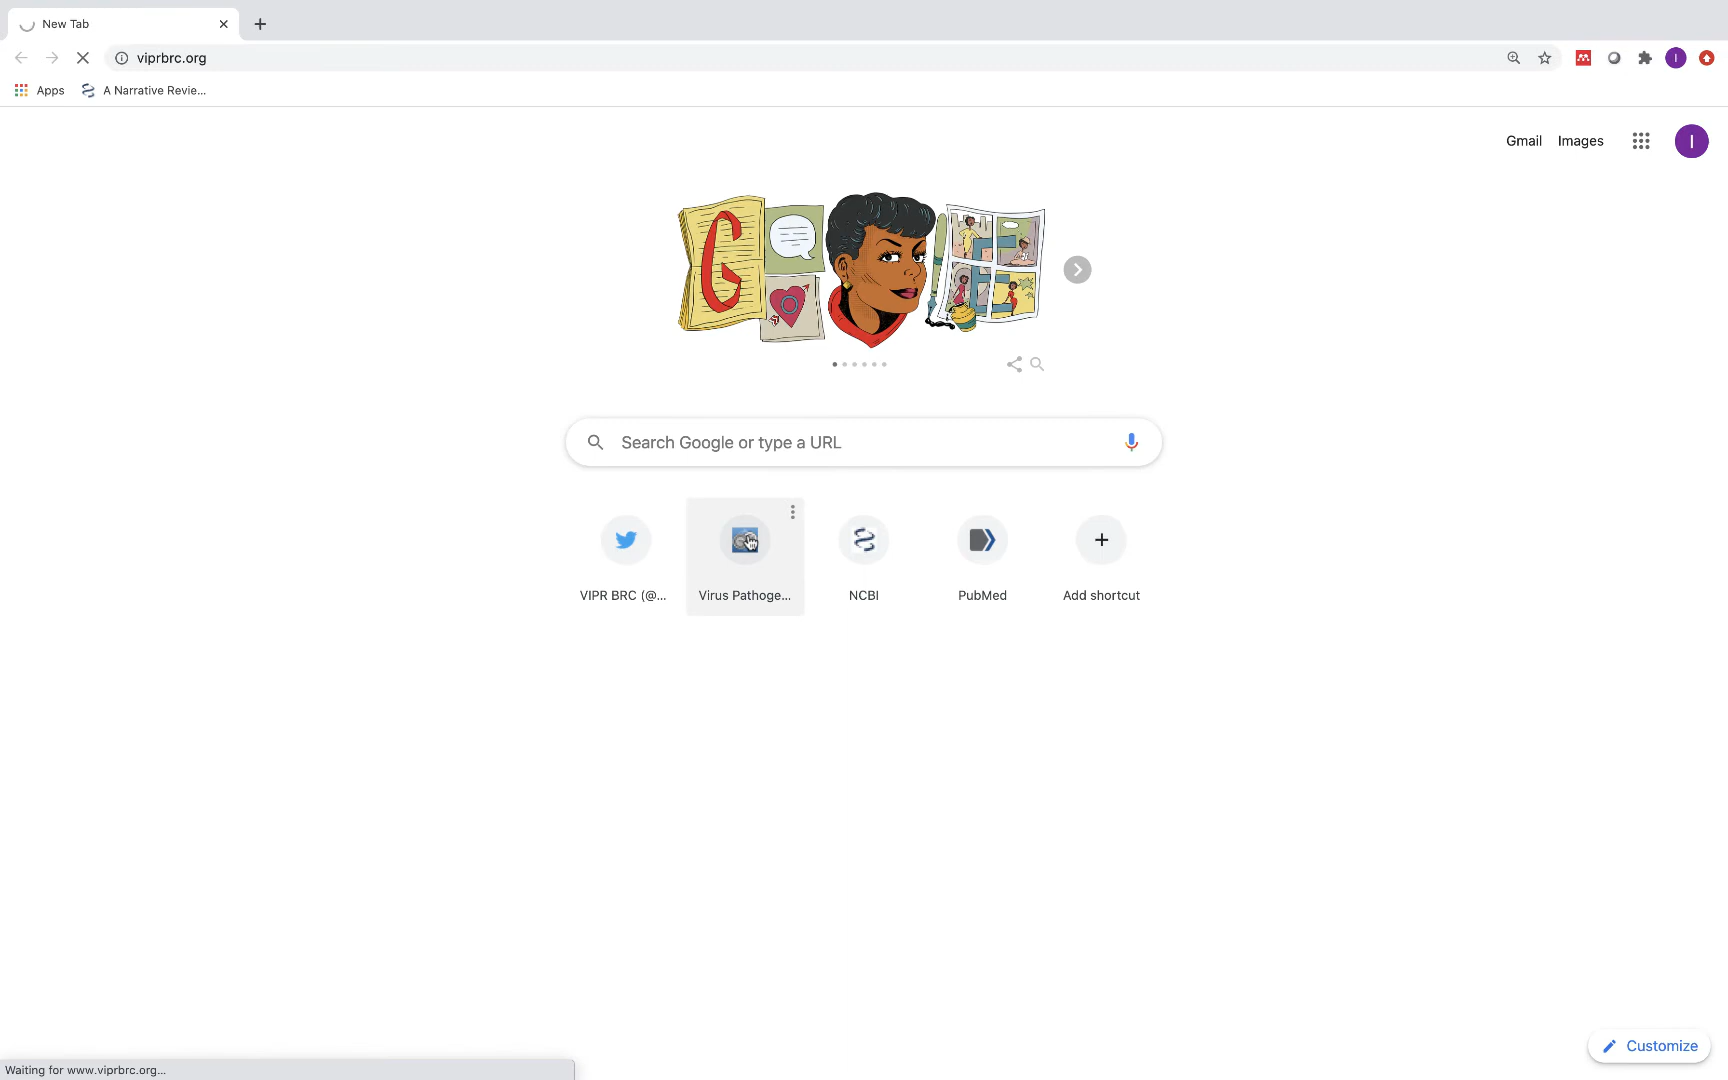 New Tab
viprbrc.org
Apps
A Narrative Revie...
Gmail
Images
I
Search Google or type a URL
VIPR BRC (@...
Virus Pathoge...
NCBI
PubMed
Add shortcut
Customize
Waiting for www.viprbrc.org...